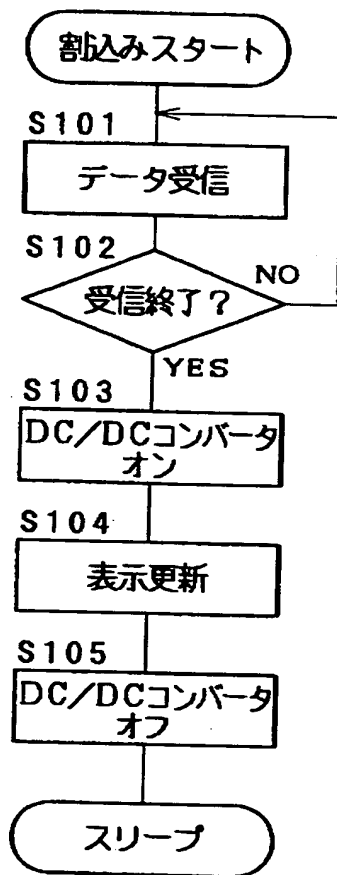 割込みスタート
S101
データ受信
S102
受信終了?
NO
YES
S103
DC/DCコンバータ
オン
S104
表示更新
S105
DC/DCコンバータ
オフ
スリープ